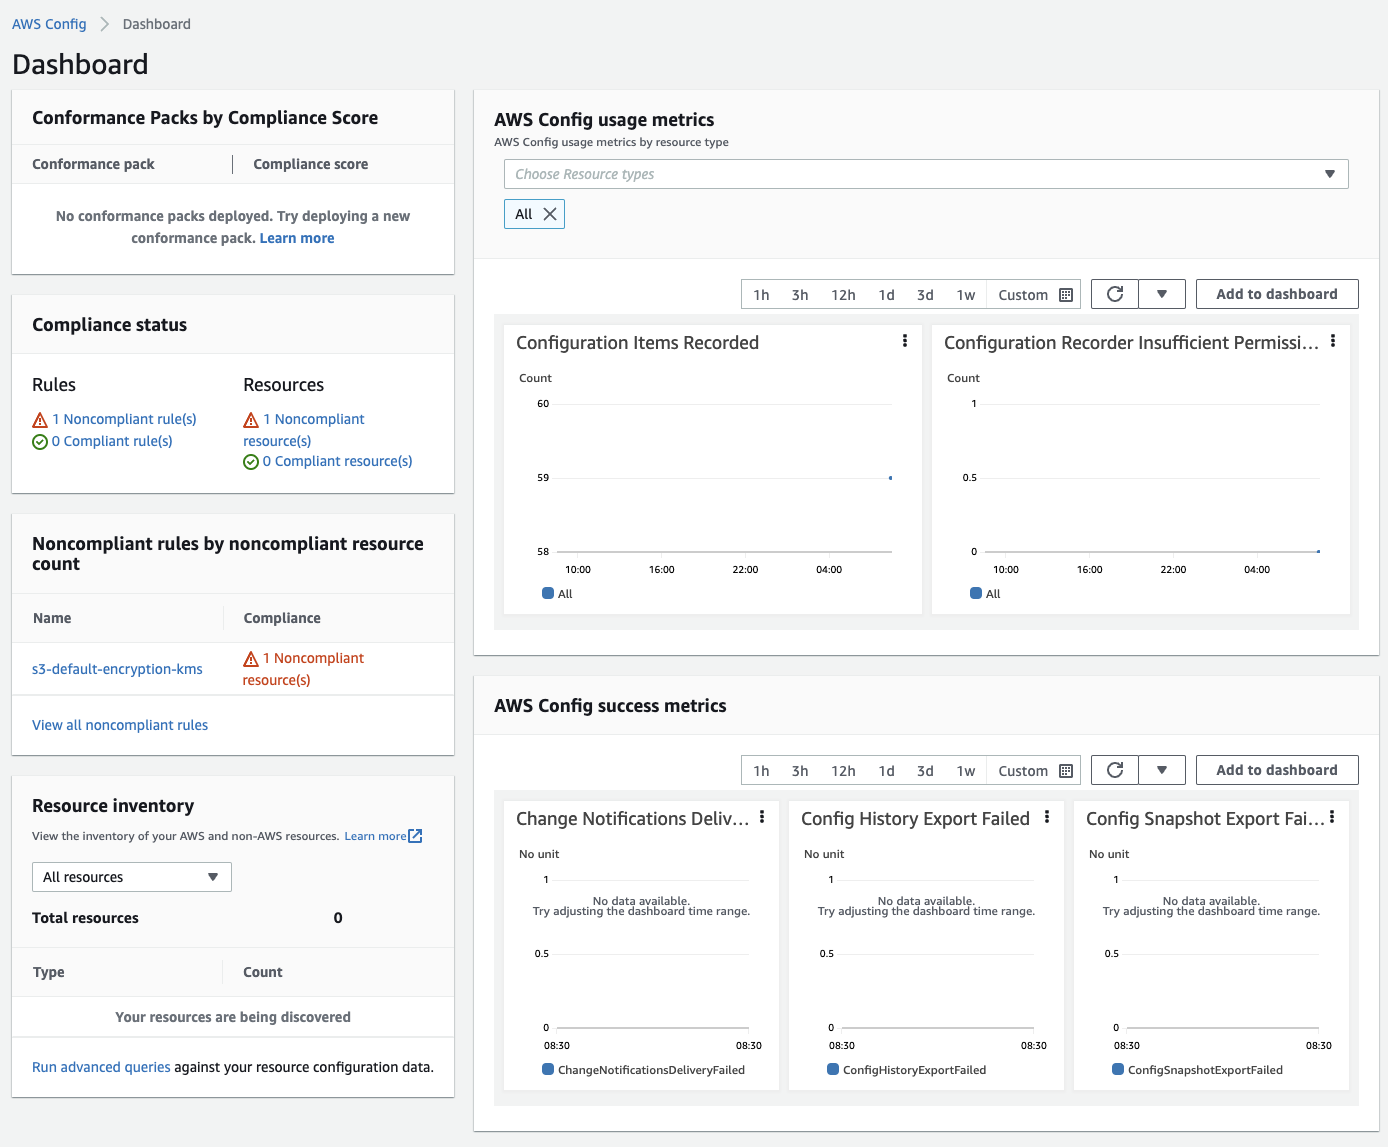 AWS Config > Dashboard
Dashboard
Conformance Packs by Compliance Score
Conformance pack | Compliance score
No conformance packs deployed. Try deploying a new
conformance pack. Learn more
Compliance status
Rules
1 Noncompliant rule(s)
0 Compliant rule(s)
Resources
1 Noncompliant
resource(s)
0 Compliant resource(s)
Noncompliant rules by noncompliant resource
count
Name Compliance
s3-default-encryption-kms
1 Noncompliant
resource(s)
View all noncompliant rules
Resource inventory
View the inventory of your AWS and non-AWS resources. Learn more
All resources
Total resources 0
Type Count
Your resources are being discovered
Run advanced queries against your resource configuration data.
AWS Config usage metrics
AWS Config usage metrics by resource type
Choose Resource types
All
1h 3h 12h 1d 3d 1w Custom Add to dashboard
Configuration Items Recorded
Count
60
59
58
10:00 16:00 22:00 04:00
All
Configuration Recorder Insufficient Permissi...
Count
1
0.5
0
10:00 16:00 22:00 04:00
All
AWS Config success metrics
1h 3h 12h 1d 3d 1w Custom Add to dashboard
Change Notifications Deliv...
No unit
1
No data available.
Try adjusting the dashboard time range.
0.5
0
08:30 08:30
ChangeNotificationsDeliveryFailed
Config History Export Failed
No unit
1
No data available.
Try adjusting the dashboard time range.
0.5
0
08:30 08:30
ConfigHistoryExportFailed
Config Snapshot Export Fai...
No unit
1
No data available.
Try adjusting the dashboard time range.
0.5
0
08:30 08:30
ConfigSnapshotExportFailed